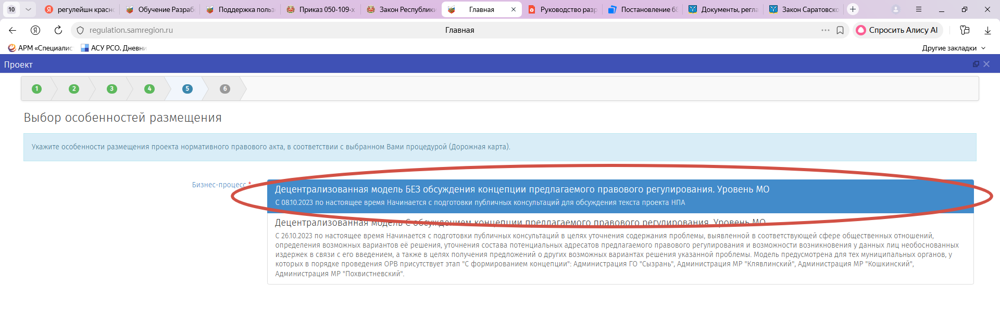 10
регулейшн красн
Обучение Разраб
Поддержка польз
Приказ 050-109-х
Закон Республики
Главная
Руководство разр
Постановление 6
Документы, регла
Закон Саратовско
regulation.samregion.ru
Главная
Спросить Алису AI
АРМ «Специалис
АСУ РСО. Дневни
Другие закладки
Проект
1 2 3 4 5 6
Выбор особенностей размещения
Укажите особенности размещения проекта нормативного правового акта, в соответствии с выбранном Вами процедурой (Дорожная карта).
Бизнес-процесс *
Децентрализованная модель БЕЗ обсуждения концепции предлагаемого правового регулирования. Уровень МО
С 08.10.2023 по настоящее время Начинается с подготовки публичных консультаций для обсуждения текста проекта НПА
Децентрализованная модель С обсуждением концепции предлагаемого правового регулирования. Уровень МО
С 26.10.2023 по настоящее время Начинается с подготовки публичных консультаций в целях уточнения содержания проблемы, выявленной в соответствующей сфере общественных отношений,
определения возможных вариантов её решения, уточнения состава потенциальных адресатов предлагаемого правового регулирования и возможности возникновения у данных лиц необоснованных
издержек в связи с его введением, а также в целях получения предложений о других возможных вариантах решения указанной проблемы. Модель предусмотрена для тех муниципальных органов, у
которых в порядке проведения ОРВ присутствует этап "С формированием концепции": Администрация ГО "Сызрань", Администрация МР "Клявлинский", Администрация МР "Кошкинский",
Администрация МР "Похвистневский".